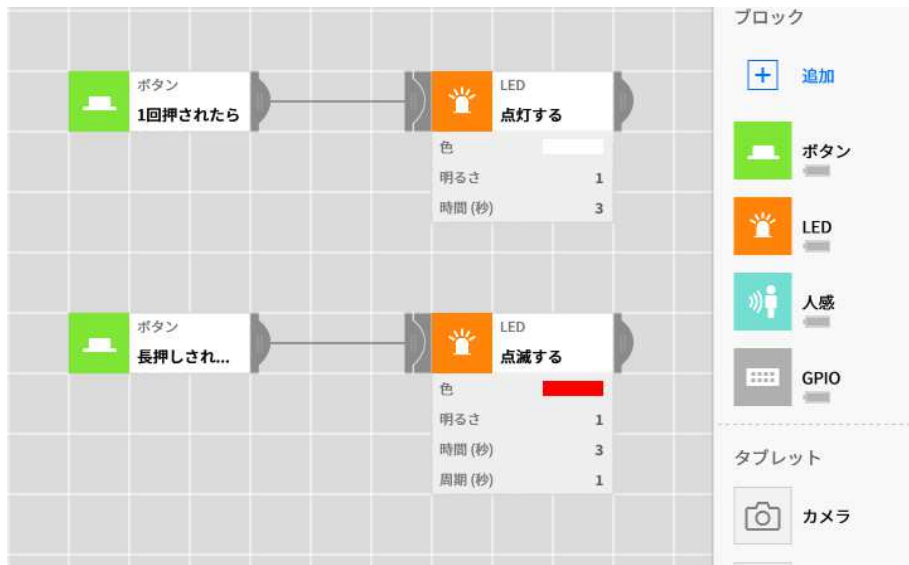 ボタン
1回押されたら
LED
点灯する
色
明るさ 1
時間 (秒) 3
ボタン
長押しされ...
LED
点滅する
色
明るさ 1
時間 (秒) 3
周期 (秒) 1
ブロック
追加
ボタン
LED
人感
GPIO
タブレット
カメラ